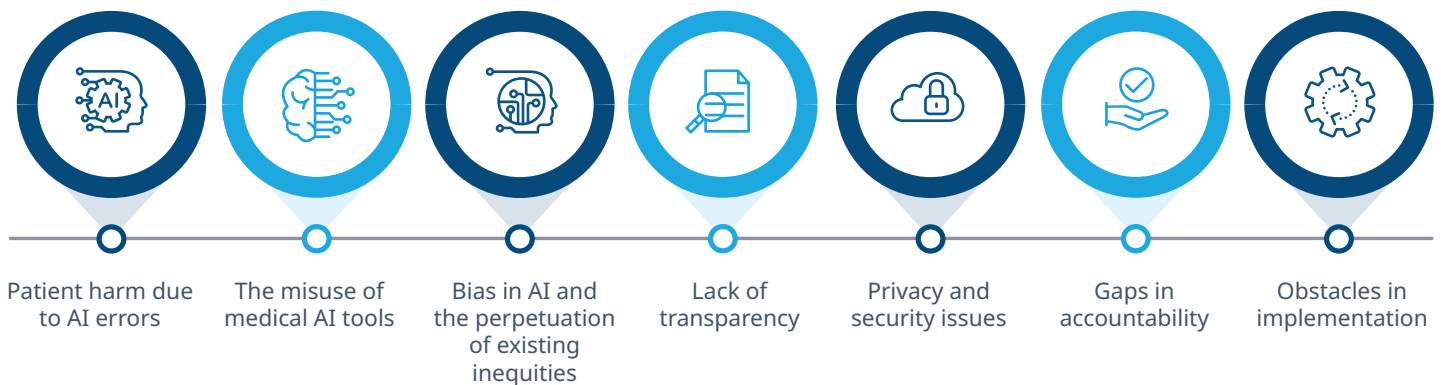 AI
Patient harm due
to AI errors
The misuse of
medical AI tools
Bias in AI and
the perpetuation
of existing
inequities
Lack of
transparency
Privacy and
security issues
Gaps in
accountability
Obstacles in
implementation